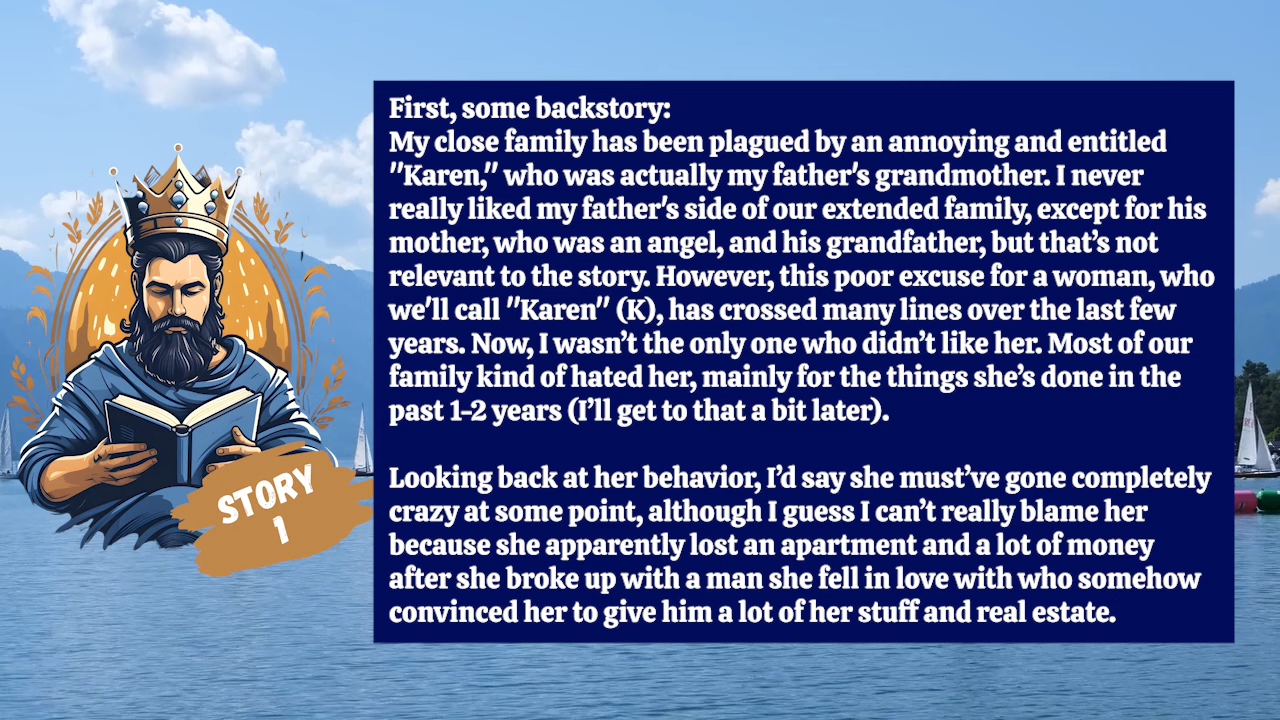 First, some backstory:
My close family has been plagued by an annoying and entitled
"Karen," who was actually my father's grandmother. I never
really liked my father's side of our extended family, except for his
mother, who was an angel, and his grandfather, but that’s not
relevant to the story. However, this poor excuse for a woman, who
we'll call "Karen" (K), has crossed many lines over the last few
years. Now, I wasn’t the only one who didn’t like her. Most of our
family kind of hated her, mainly for the things she’s done in the
past 1-2 years (I’ll get to that a bit later).
Looking back at her behavior, I’d say she must’ve gone completely
crazy at some point, although I guess I can’t really blame her
because she apparently lost an apartment and a lot of money
after she broke up with a man she fell in love with who somehow
convinced her to give him a lot of her stuff and real estate.
STORY
1